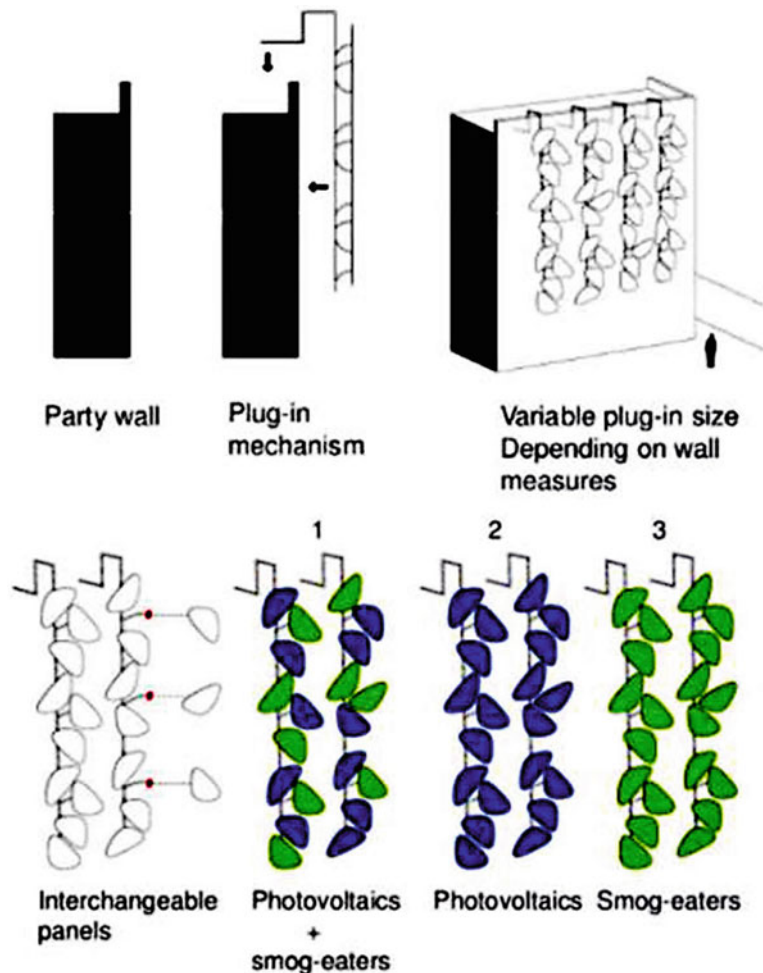 Party wall
Plug-in
mechanism
Variable plug-in size
Depending on wall
measures
1
2
3
Interchangeable
panels
Photovoltaics
+
smog-eaters
Photovoltaics
Smog-eaters